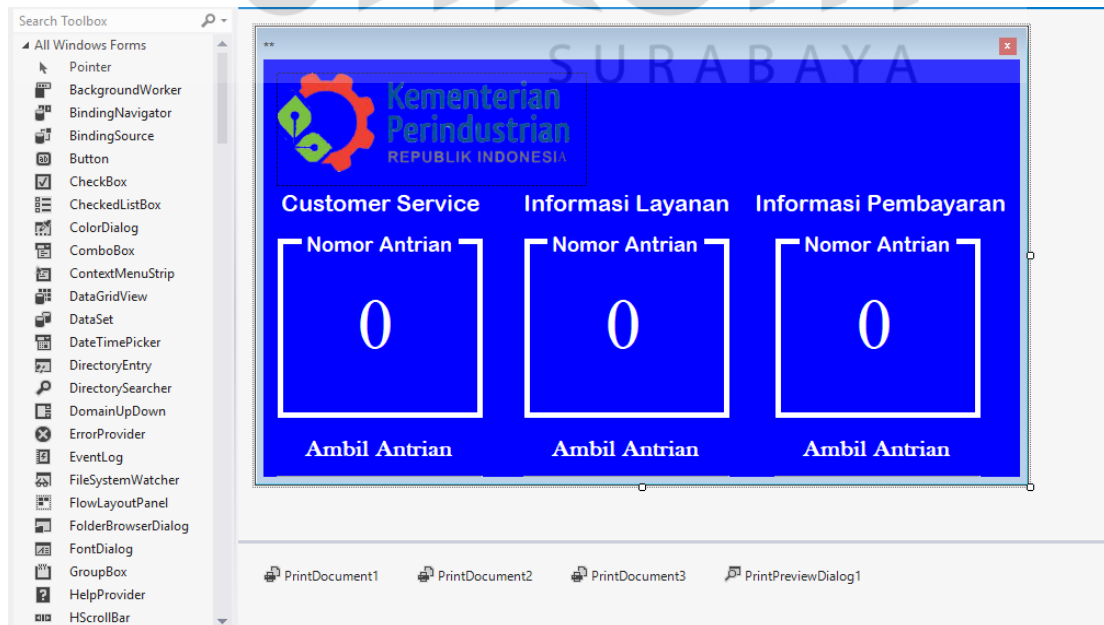 SURABAYA
Search Toolbox
All Windows Forms
Pointer
BackgroundWorker
BindingNavigator
BindingSource
Button
CheckBox
CheckedListBox
ColorDialog
ComboBox
ContextMenuStrip
DataGridView
DataSet
DateTimePicker
DirectoryEntry
DirectorySearcher
DomainUpDown
ErrorProvider
EventLog
FileSystemWatcher
FlowLayoutPanel
FolderBrowserDialog
FontDialog
GroupBox
HelpProvider
HScrollBar
**
Kementerian
Perindustrian
REPUBLIK INDONESIA
Customer Service Informasi Layanan Informasi Pembayaran
Nomor Antrian Nomor Antrian Nomor Antrian
0 0 0
Ambil Antrian Ambil Antrian Ambil Antrian
PrintDocument1 PrintDocument2 PrintDocument3 PrintPreviewDialog1